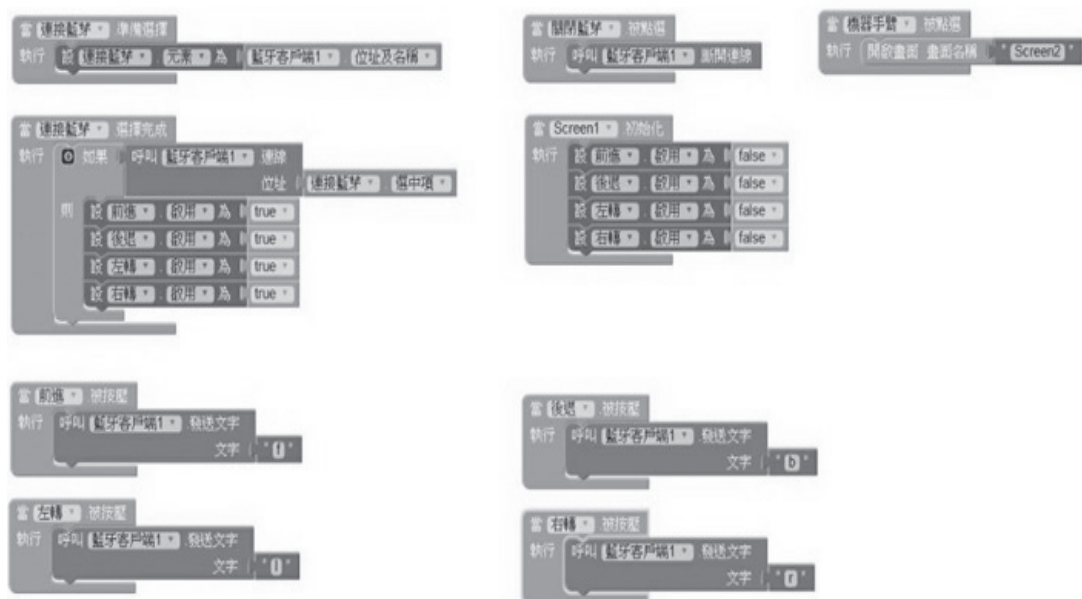 當 連接藍芽 準備選擇
執行 設 連接藍芽 . 元素 為 藍牙客戶端1 . 位址及名稱
當 關閉藍芽 被點選
執行 呼叫 藍牙客戶端1 斷開連線
當 機器手臂 被點選
執行 開啟畫面 畫面名稱 " Screen2 "
當 連接藍芽 選擇完成
執行 如果 呼叫 藍牙客戶端1 連線
位址 連接藍芽 . 選中項
則 設 前進 . 啟用 為 true
設 後退 . 啟用 為 true
設 左轉 . 啟用 為 true
設 右轉 . 啟用 為 true
當 Screen1 初始化
執行 設 前進 . 啟用 為 false
設 後退 . 啟用 為 false
設 左轉 . 啟用 為 false
設 右轉 . 啟用 為 false
當 前進 被按壓
執行 呼叫 藍牙客戶端1 發送文字
文字 " f "
當 後退 被按壓
執行 呼叫 藍牙客戶端1 發送文字
文字 " b "
當 左轉 被按壓
執行 呼叫 藍牙客戶端1 發送文字
文字 " l "
當 右轉 被按壓
執行 呼叫 藍牙客戶端1 發送文字
文字 " r "